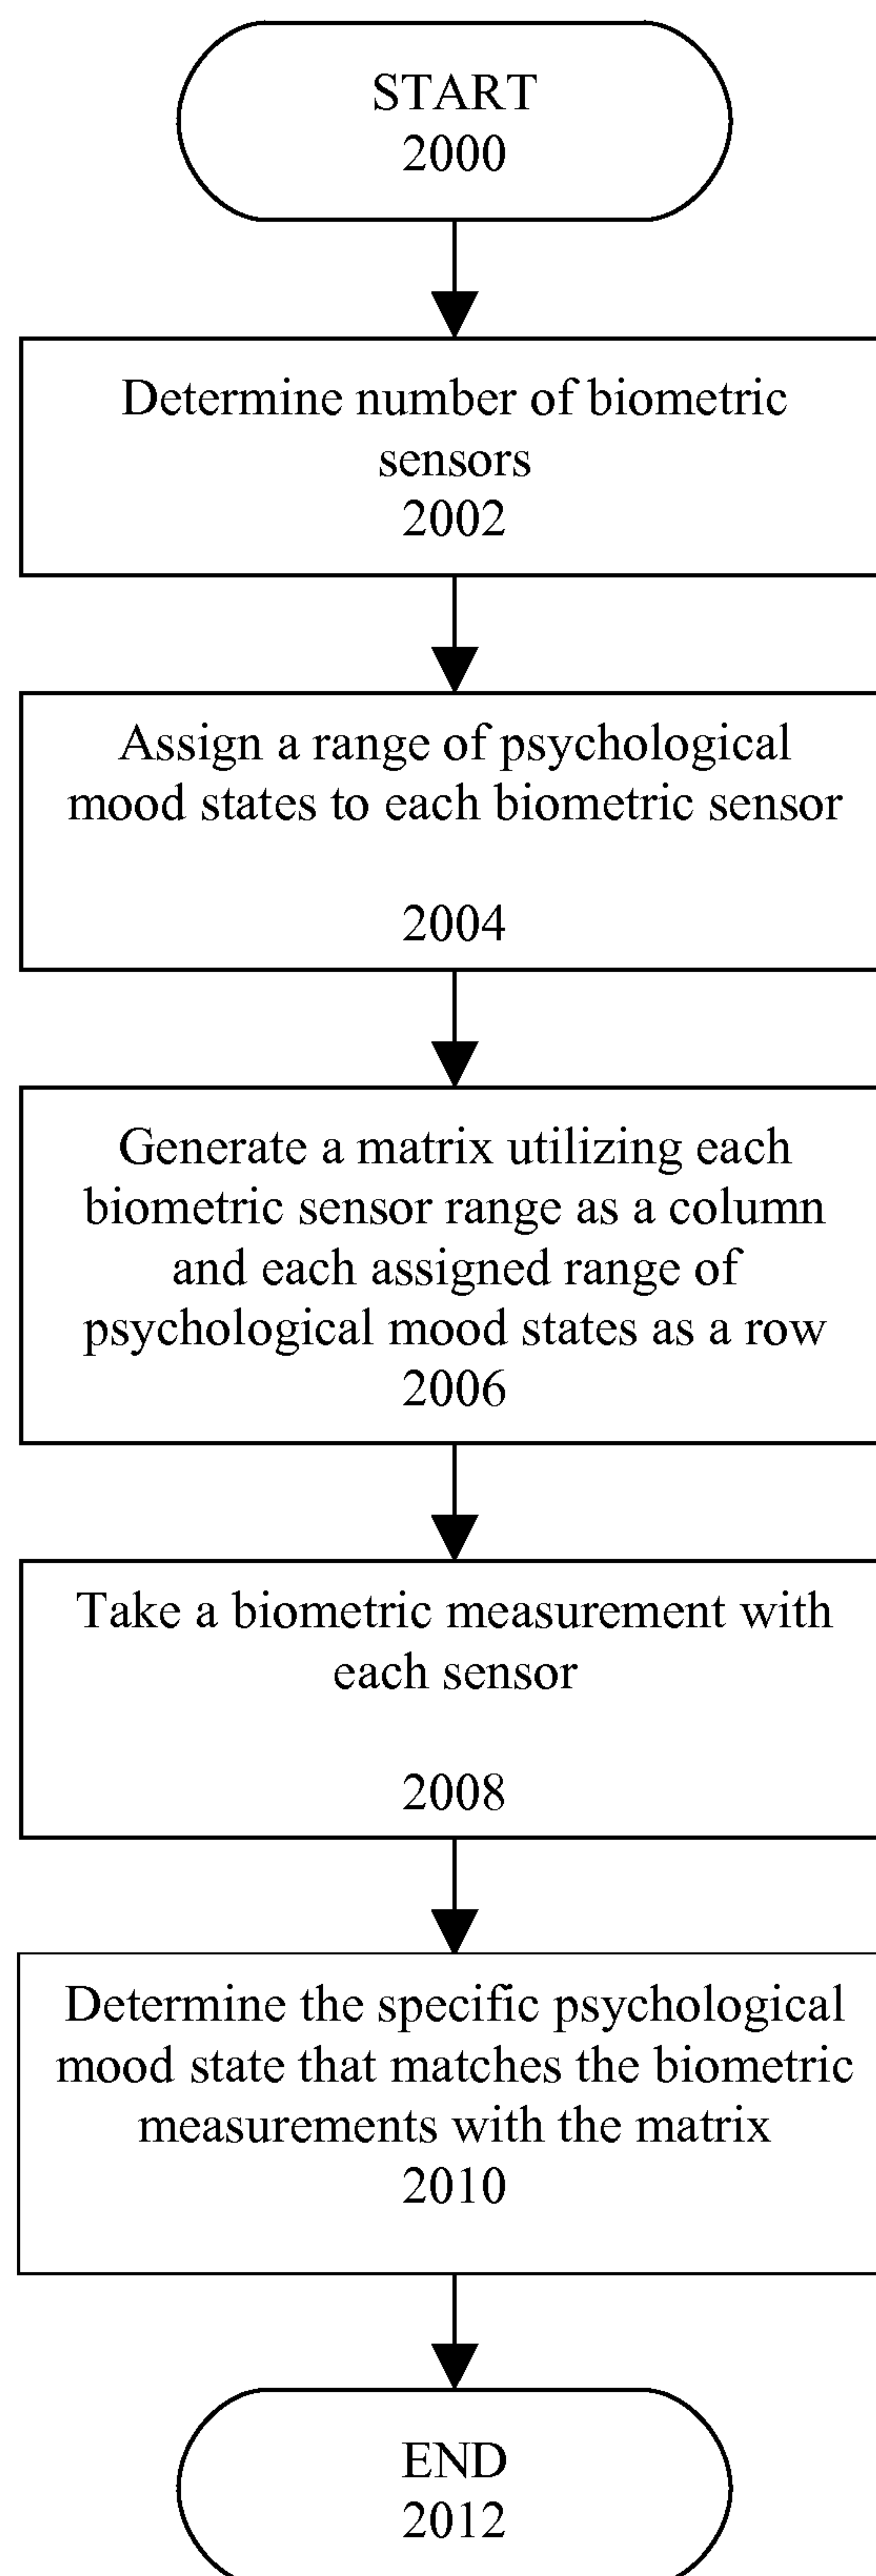 START
2000
Determine number of biometric
sensors
2002
Assign a range of psychological
mood states to each biometric sensor
2004
Generate a matrix utilizing each
biometric sensor range as a column
and each assigned range of
psychological mood states as a row
2006
Take a biometric measurement with
each sensor
2008
Determine the specific psychological
mood state that matches the biometric
measurements with the matrix
2010
END
2012